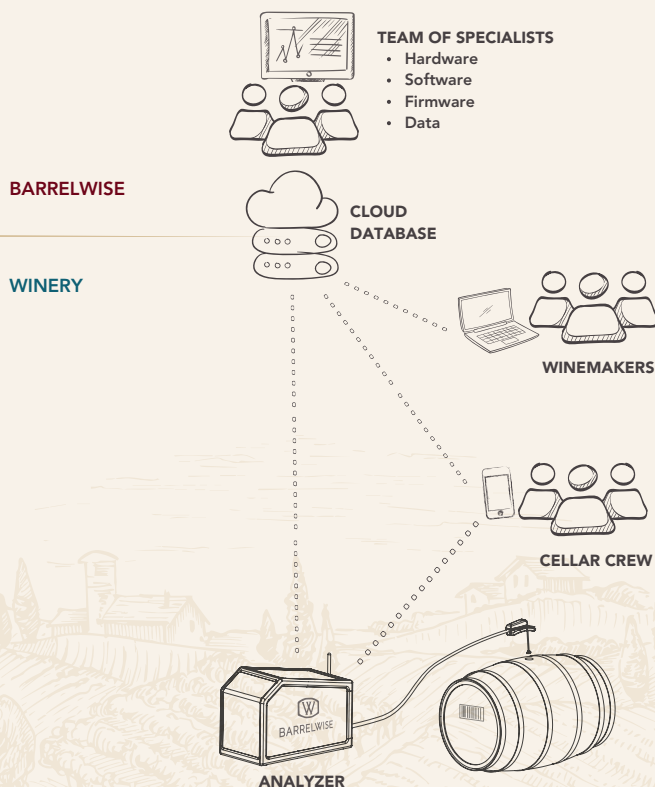 TEAM OF SPECIALISTS
• Hardware
• Software
• Firmware
• Data
BARRELWISE
CLOUD
DATABASE
WINERY
WINEMAKERS
CELLAR CREW
W
BARRELWISE
ANALYZER